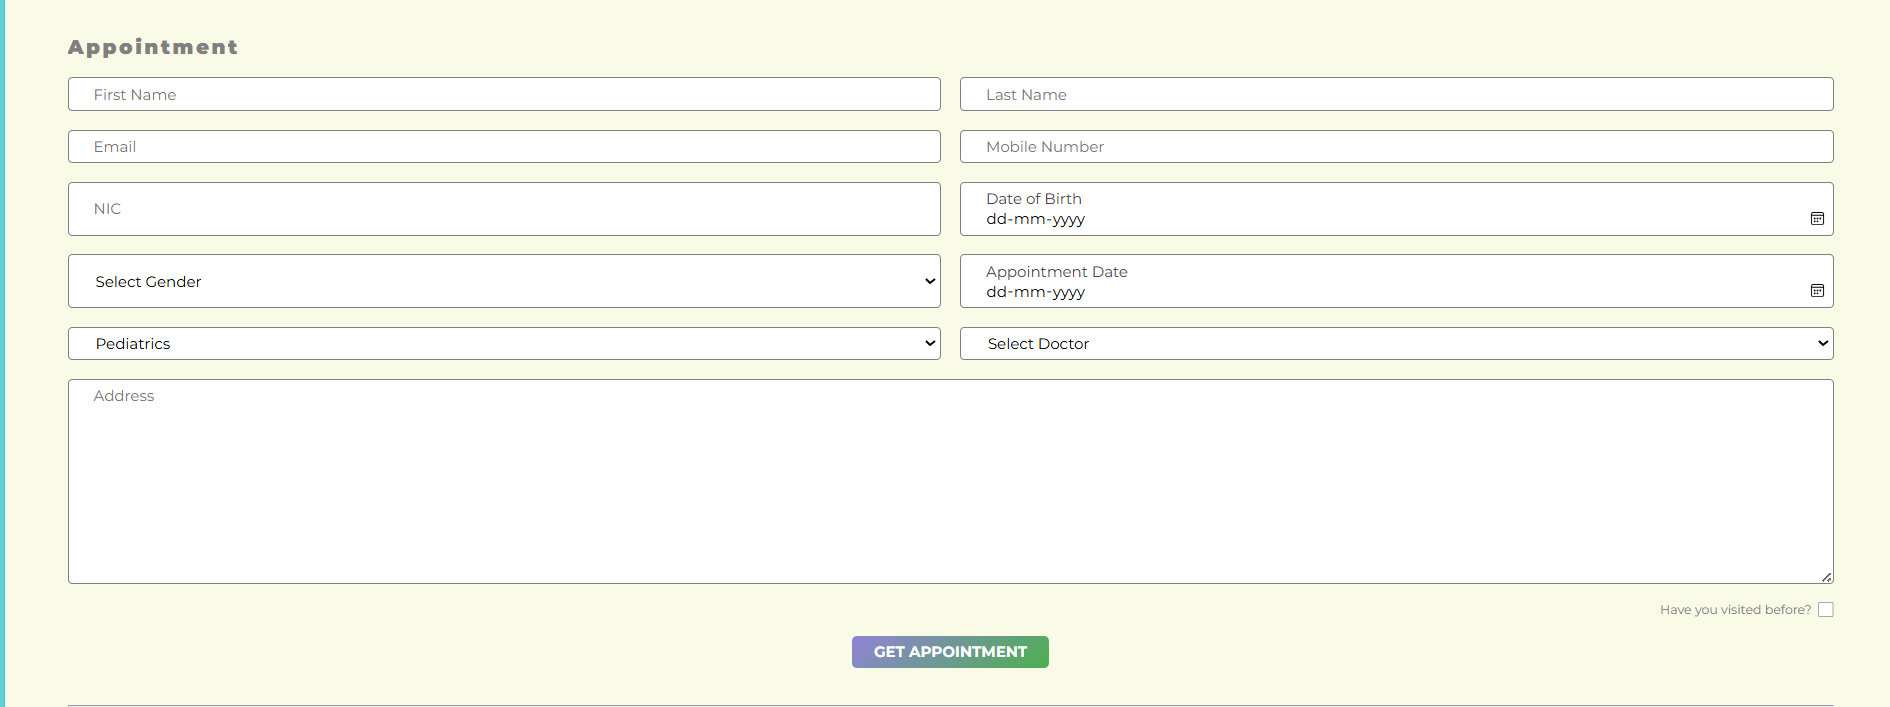 Appointment
First Name
Last Name
Email
Mobile Number
NIC
Date of Birth
dd-mm-yyyy
Select Gender
Appointment Date
dd-mm-yyyy
Pediatrics
Select Doctor
Address
Have you visited before?
GET APPOINTMENT